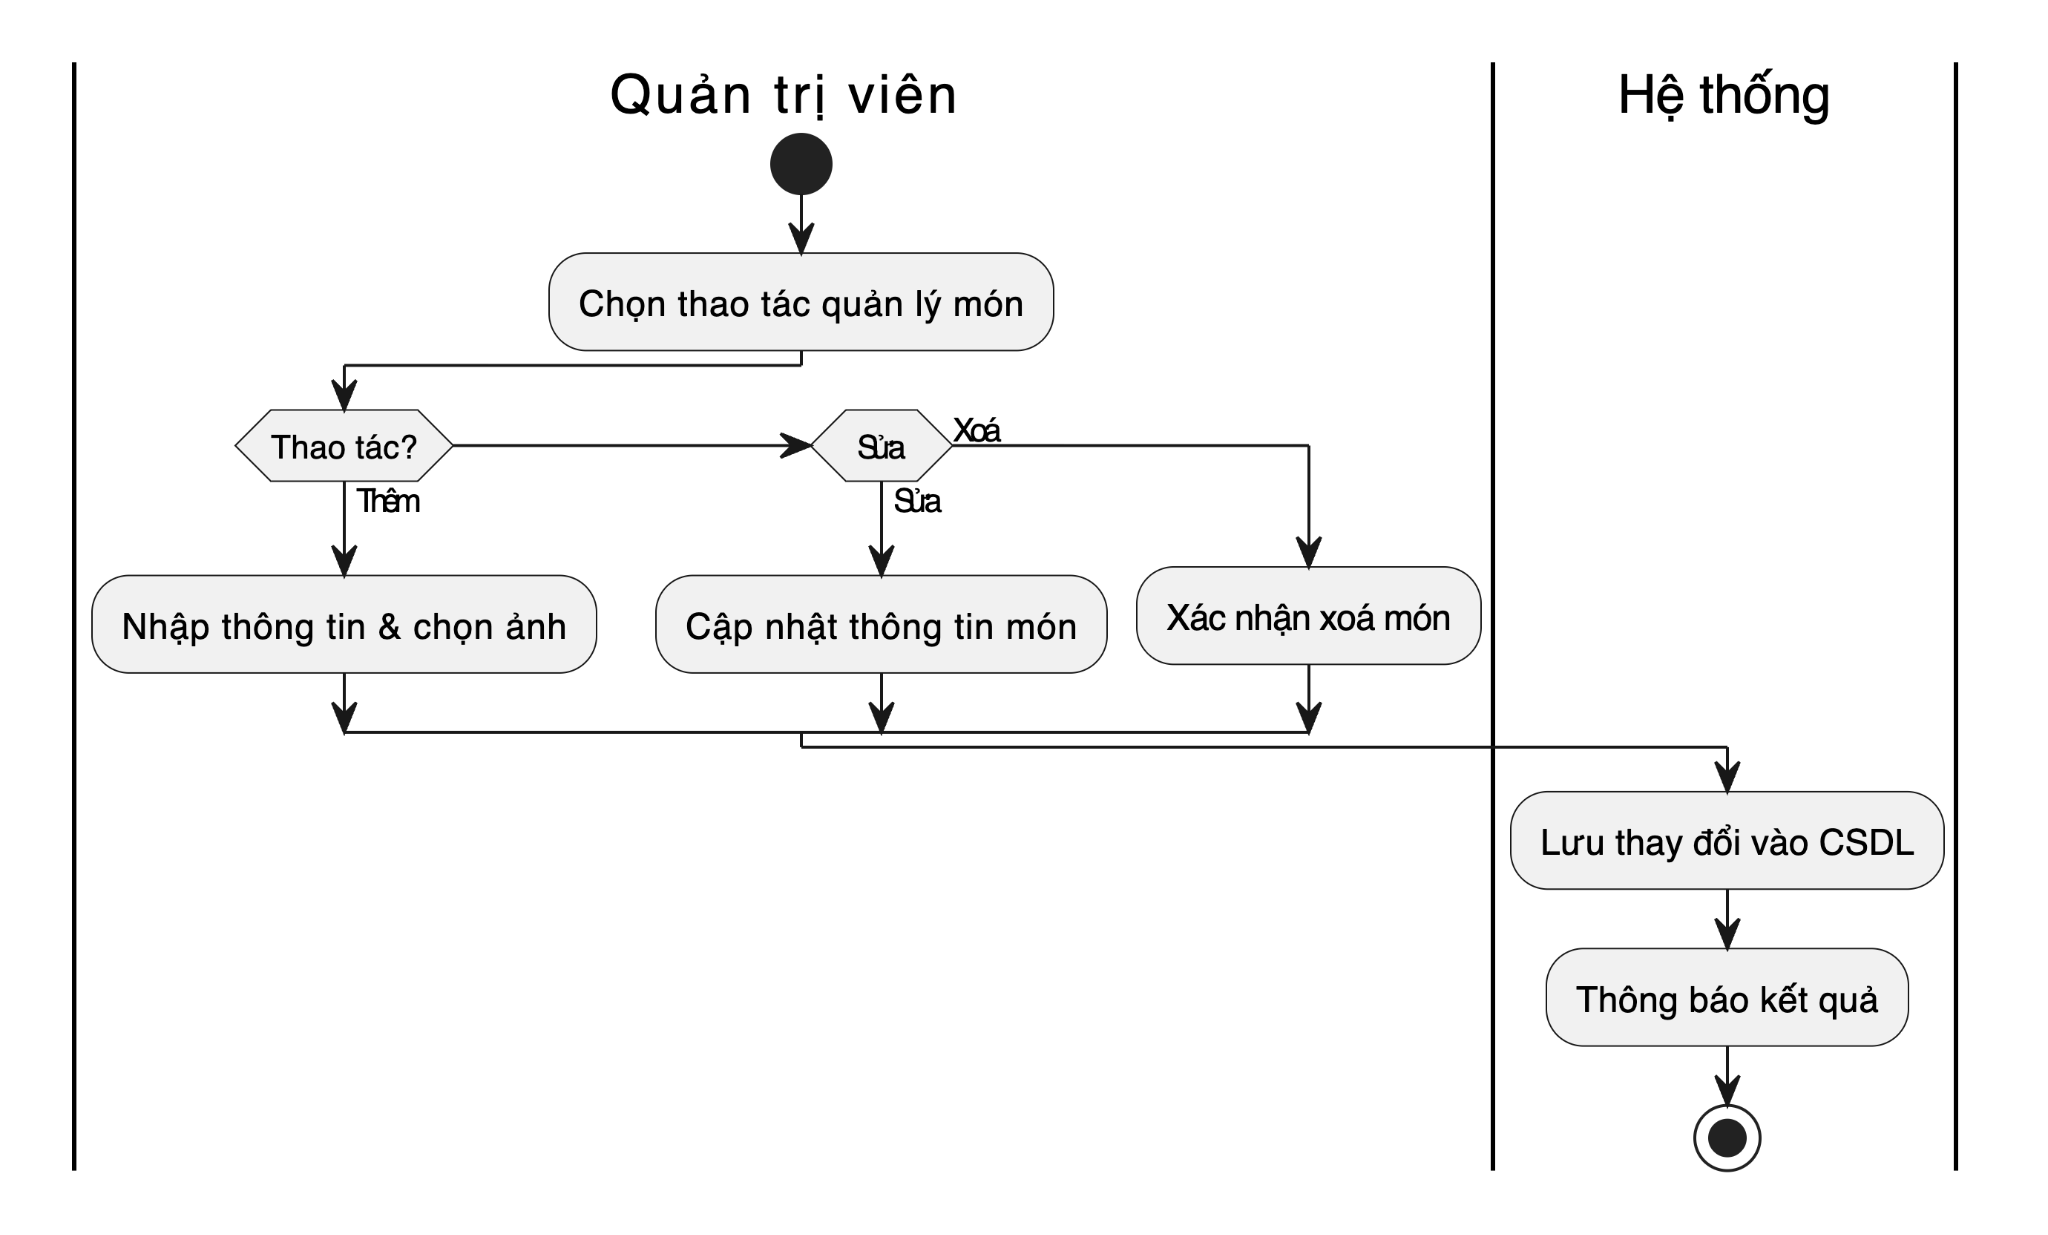 Quản trị viên
Hệ thống
Chọn thao tác quản lý món
Thao tác?
Sửa
Xoá
Thêm
Sửa
Nhập thông tin & chọn ảnh
Cập nhật thông tin món
Xác nhận xoá món
Lưu thay đổi vào CSDL
Thông báo kết quả